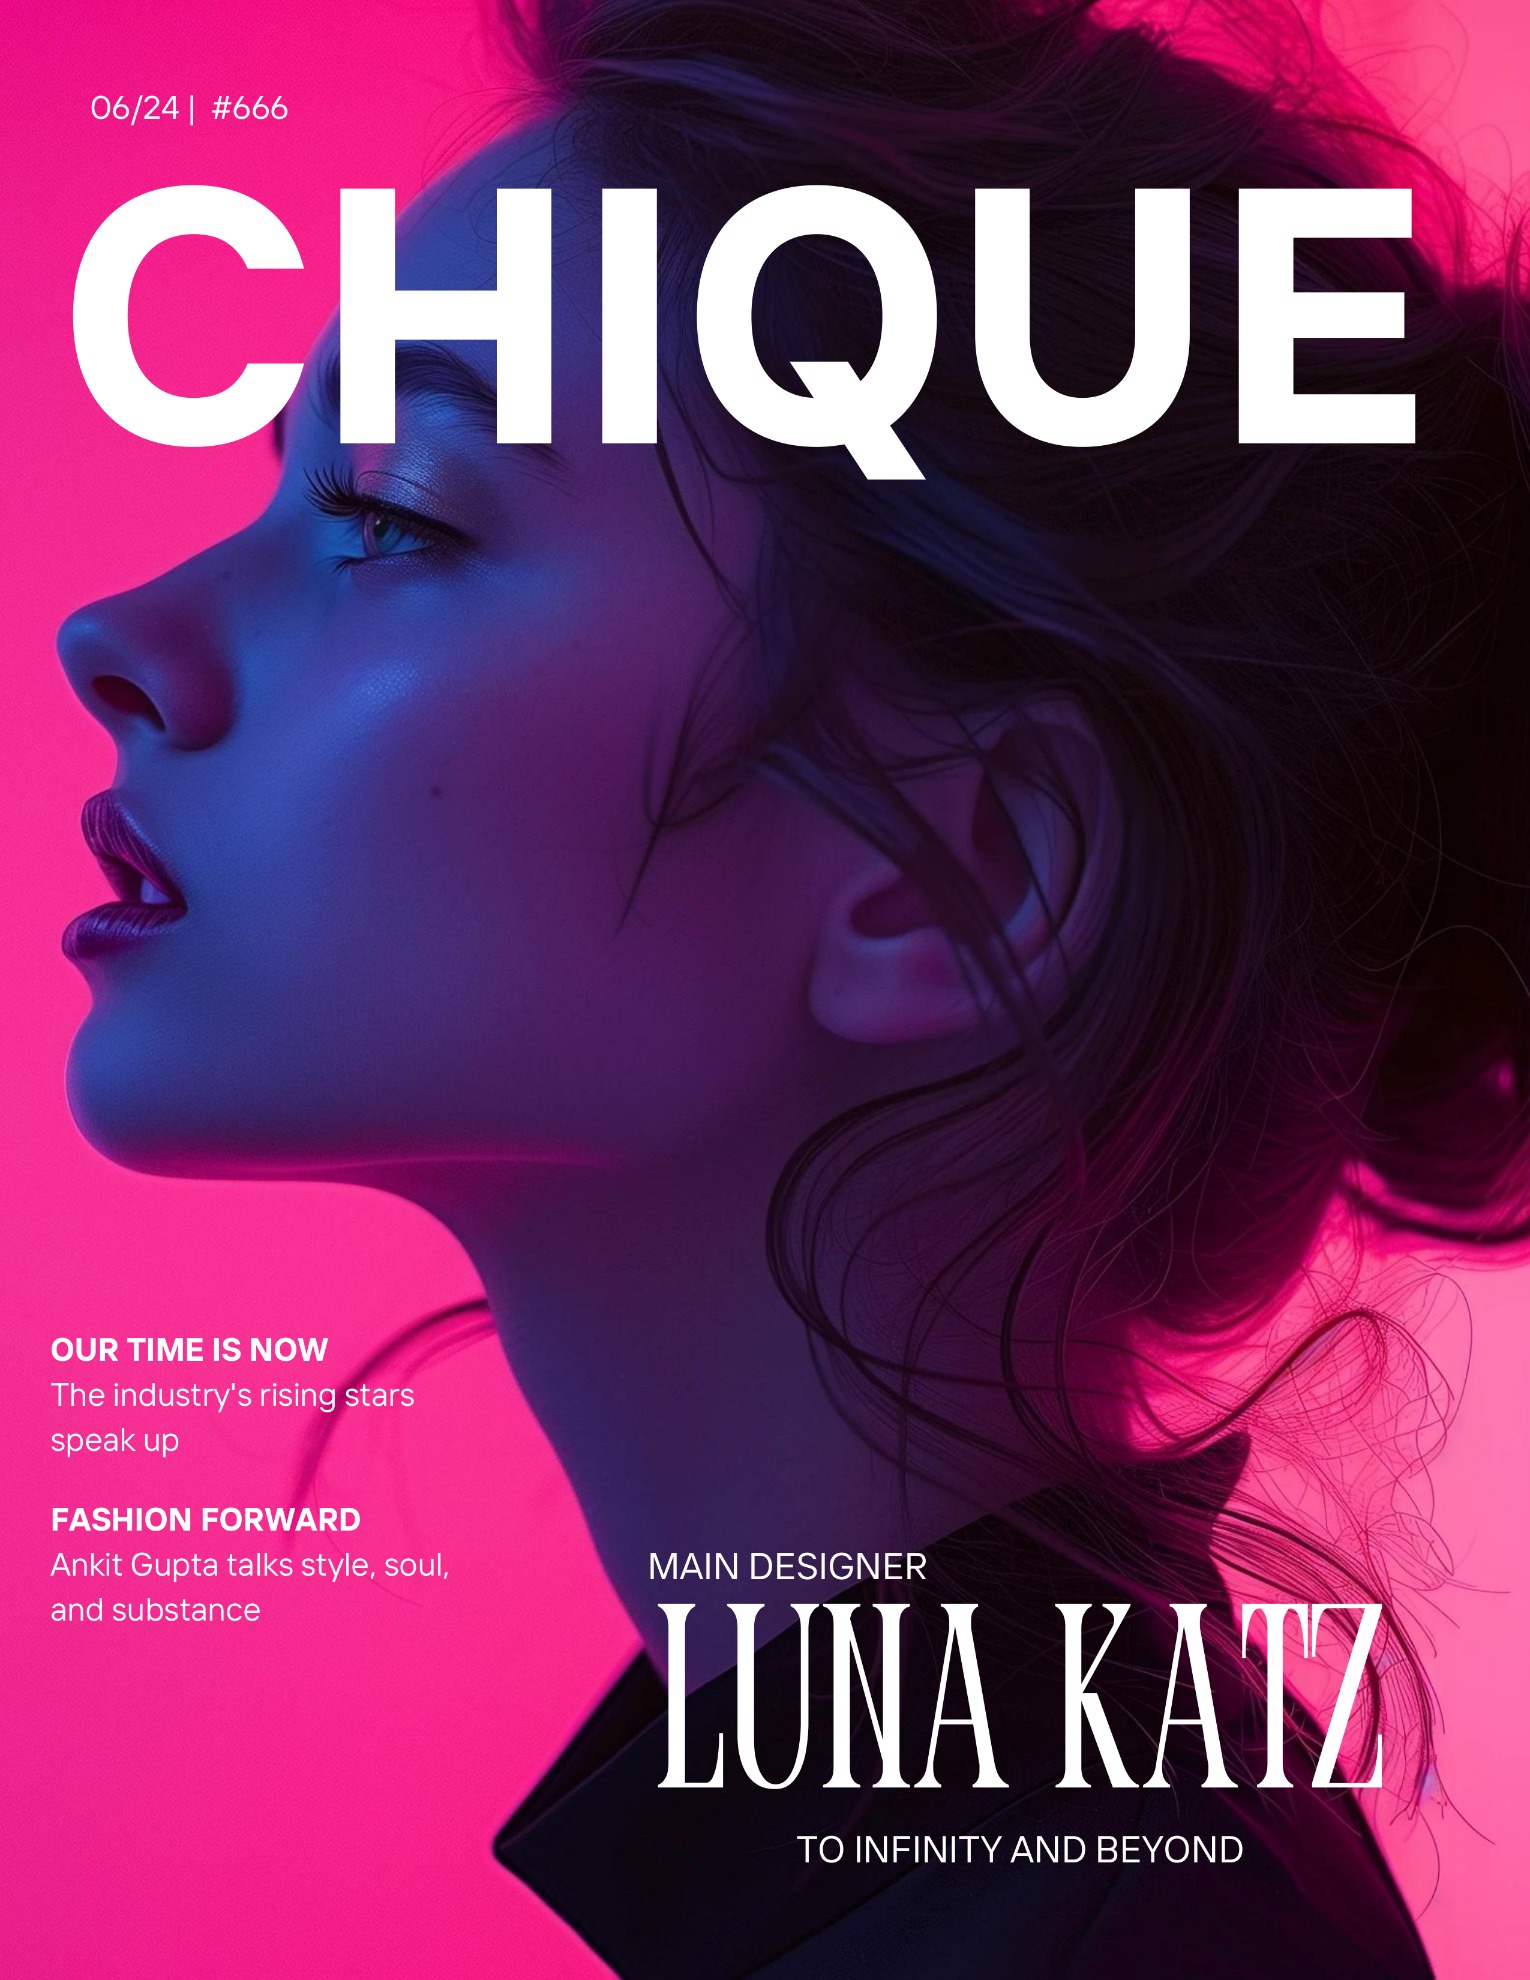 06/24 | #666
CHIQUE
OUR TIME IS NOW
The industry's rising stars
speak up
FASHION FORWARD
Ankit Gupta talks style, soul,
and substance
MAIN DESIGNER
LUNA KATZ
TO INFINITY AND BEYOND